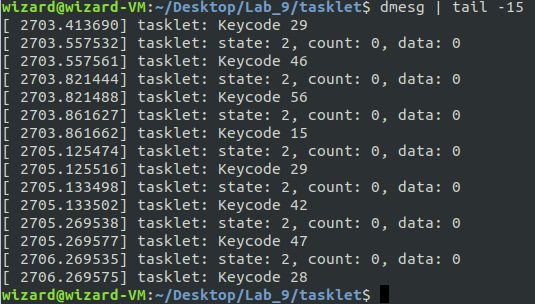 wizard@wizard-VM:~/Desktop/Lab_9/tasklet$ dmesg | tail -15
[ 2703.413690] tasklet: Keycode 29
[ 2703.557532] tasklet: state: 2, count: 0, data: 0
[ 2703.557561] tasklet: Keycode 46
[ 2703.821444] tasklet: state: 2, count: 0, data: 0
[ 2703.821488] tasklet: Keycode 56
[ 2703.861627] tasklet: state: 2, count: 0, data: 0
[ 2703.861662] tasklet: Keycode 15
[ 2705.125474] tasklet: state: 2, count: 0, data: 0
[ 2705.125516] tasklet: Keycode 29
[ 2705.133498] tasklet: state: 2, count: 0, data: 0
[ 2705.133502] tasklet: Keycode 42
[ 2705.269538] tasklet: state: 2, count: 0, data: 0
[ 2705.269577] tasklet: Keycode 47
[ 2706.269535] tasklet: state: 2, count: 0, data: 0
[ 2706.269575] tasklet: Keycode 28
wizard@wizard-VM:~/Desktop/Lab_9/tasklet$